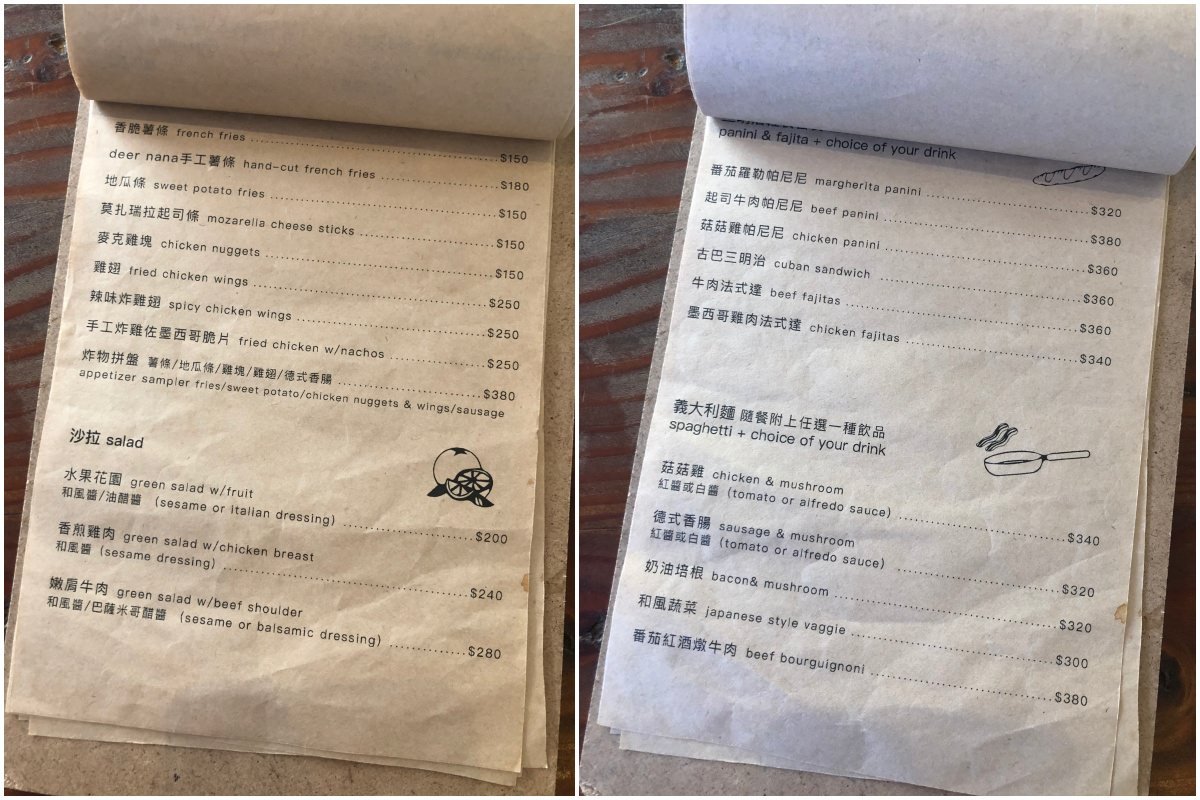 香脆薯條 french fries $150
deer nana手工薯條 hand-cut french fries $180
地瓜條 sweet potato fries $150
莫扎瑞拉起司條 mozarella cheese sticks $150
麥克雞塊 chicken nuggets $150
雞翅 fried chicken wings $250
辣味炸雞翅 spicy chicken wings $250
手工炸雞佐墨西哥脆片 fried chicken w/nachos $250
炸物拼盤 薯條/地瓜條/雞塊/雞翅/德式香腸 $380
appetizer sampler fries/sweet potato/chicken nuggets & wings/sausage
沙拉 salad
水果花園 green salad w/fruit
和風醬/油醋醬 (sesame or italian dressing) $200
香煎雞肉 green salad w/chicken breast
和風醬 (sesame dressing) $240
嫩肩牛肉 green salad w/beef shoulder
和風醬/巴薩米哥醋醬 (sesame or balsamic dressing) $280
panini & fajita + choice of your drink
番茄羅勒帕尼尼 margherita panini $320
起司牛肉帕尼尼 beef panini $380
菇菇雞帕尼尼 chicken panini $360
古巴三明治 cuban sandwich $360
牛肉法式達 beef fajitas $360
墨西哥雞肉法式達 chicken fajitas $340
義大利麵 隨餐附上任選一種飲品
spaghetti + choice of your drink
菇菇雞 chicken & mushroom
紅醬或白醬 (tomato or alfredo sauce) $340
德式香腸 sausage & mushroom
紅醬或白醬 (tomato or alfredo sauce) $320
奶油培根 bacon& mushroom $320
和風蔬菜 japanese style vaggie $300
番茄紅酒燉牛肉 beef bourguignoni $380